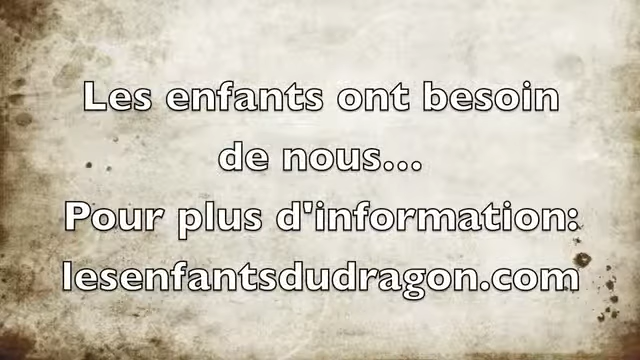 Les enfants ont besoin
de nous...
Pour plus d'information:
lesenfantsdudragon.com